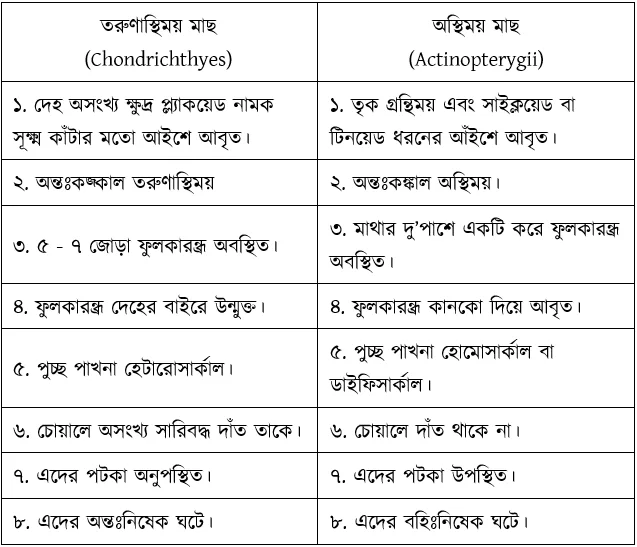 তরুণাস্থিময় মাছ
(Chondrichthyes)
অস্থিময় মাছ
(Actinopterygii)
১. দেহ অসংখ্য ক্ষুদ্র প্ল্যাকয়েড নামক
সূক্ষ্ম কাঁটার মতো আইশে আবৃত।
১. ত্বক গ্রন্থিময় এবং সাইক্লয়েড বা
টিনয়েড ধরনের আঁইশে আবৃত।
২. অন্তঃকঙ্কাল তরুণাস্থিময়
২. অন্তঃকঙ্কাল অস্থিময়।
৩. ৫ - ৭ জোড়া ফুলকারন্ধ্র অবস্থিত।
৩. মাথার দু’পাশে একটি করে ফুলকারন্ধ্র
অবস্থিত।
৪. ফুলকারন্ধ্র দেহের বাইরে উন্মুক্ত।
৪. ফুলকারন্ধ্র কানকো দিয়ে আবৃত।
৫. পুচ্ছ পাখনা হেটারোসার্কাল।
৫. পুচ্ছ পাখনা হোমোসার্কাল বা
ডাইফিসার্কাল।
৬. চোয়ালে অসংখ্য সারিবদ্ধ দাঁত তাকে।
৬. চোয়ালে দাঁত থাকে না।
৭. এদের পটকা অনুপস্থিত।
৭. এদের পটকা উপস্থিত।
৮. এদের অন্তঃনিষেক ঘটে।
৮. এদের বহিঃনিষেক ঘটে।